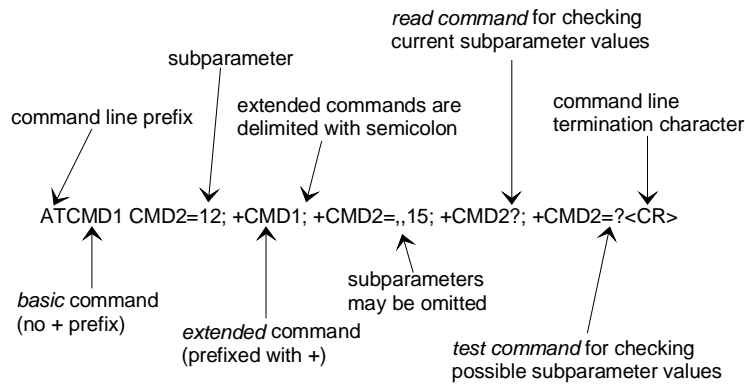 read command for checking
current subparameter values
subparameter
extended commands are
delimited with semicolon
command line
termination character
command line prefix
ATCMD1 CMD2=12; +CMD1; +CMD2=,,15; +CMD2?; +CMD2=?<CR>
basic command
(no + prefix)
extended command
(prefixed with +)
subparameters
may be omitted
test command for checking
possible subparameter values